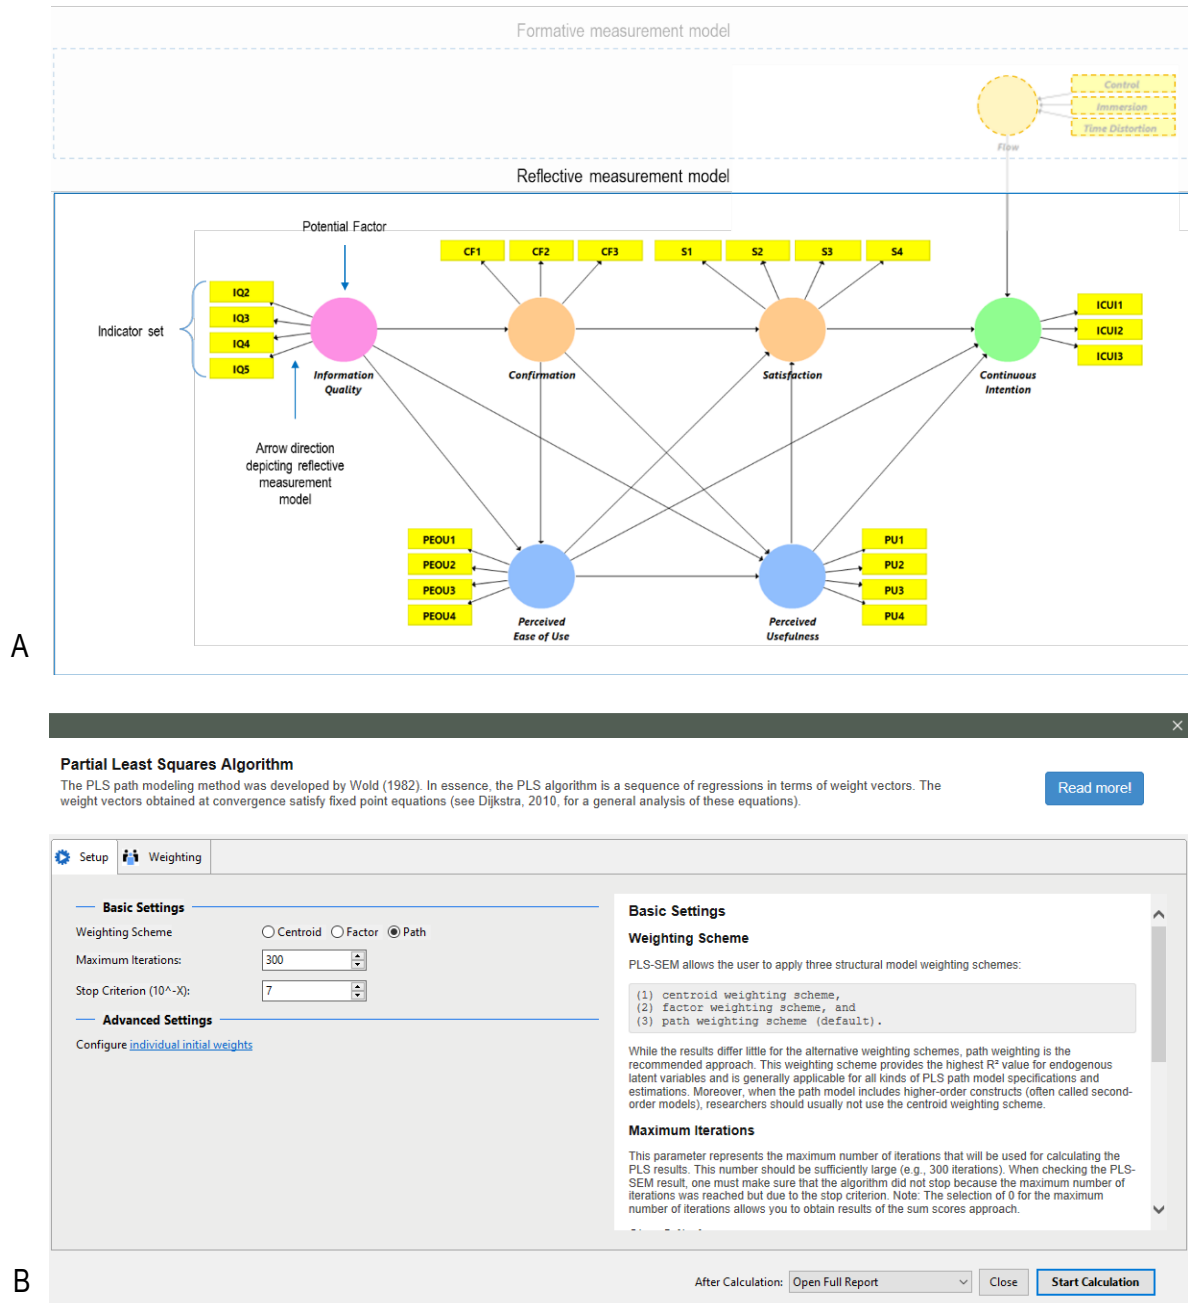 Formative measurement model
Control
Immersion
Time Distortion
Flow
Reflective measurement model
Potential Factor
CF1
CF2
CF3
S1
S2
S3
S4
Indicator set
IQ2
IQ3
IQ4
IQ5
ICUI1
ICUI2
ICUI3
Information
Quality
Confirmation
Satisfaction
Continuous
Intention
Arrow direction
depicting reflective
measurement
model
PEOU1
PEOU2
PEOU3
PEOU4
PU1
PU2
PU3
PU4
Perceived
Ease of Use
Perceived
Usefulness
A
Partial Least Squares Algorithm
The PLS path modeling method was developed by Wold (1982). In essence, the PLS algorithm is a sequence of regressions in terms of weight vectors. The
weight vectors obtained at convergence satisfy fixed point equations (see Dijkstra, 2010, for a general analysis of these equations).
Read more!
Setup
Weighting
Basic Settings
Weighting Scheme
Centroid
Factor
Path
Maximum Iterations:
300
Stop Criterion (10^-X):
7
Advanced Settings
Configure individual initial weights
Basic Settings
Weighting Scheme
PLS-SEM allows the user to apply three structural model weighting schemes:
(1) centroid weighting scheme,
(2) factor weighting scheme, and
(3) path weighting scheme (default).
While the results differ little for the alternative weighting schemes, path weighting is the
recommended approach. This weighting scheme provides the highest R² value for endogenous
latent variables and is generally applicable for all kinds of PLS path model specifications and
estimations. Moreover, when the path model includes higher-order constructs (often called second-
order models), researchers should usually not use the centroid weighting scheme.
Maximum Iterations
This parameter represents the maximum number of iterations that will be used for calculating the
PLS results. This number should be sufficiently large (e.g., 300 iterations). When checking the PLS-
SEM result, one must make sure that the algorithm did not stop because the maximum number of
iterations was reached but due to the stop criterion. Note: The selection of 0 for the maximum
number of iterations allows you to obtain results of the sum scores approach.
B
After Calculation:
Open Full Report
Close
Start Calculation